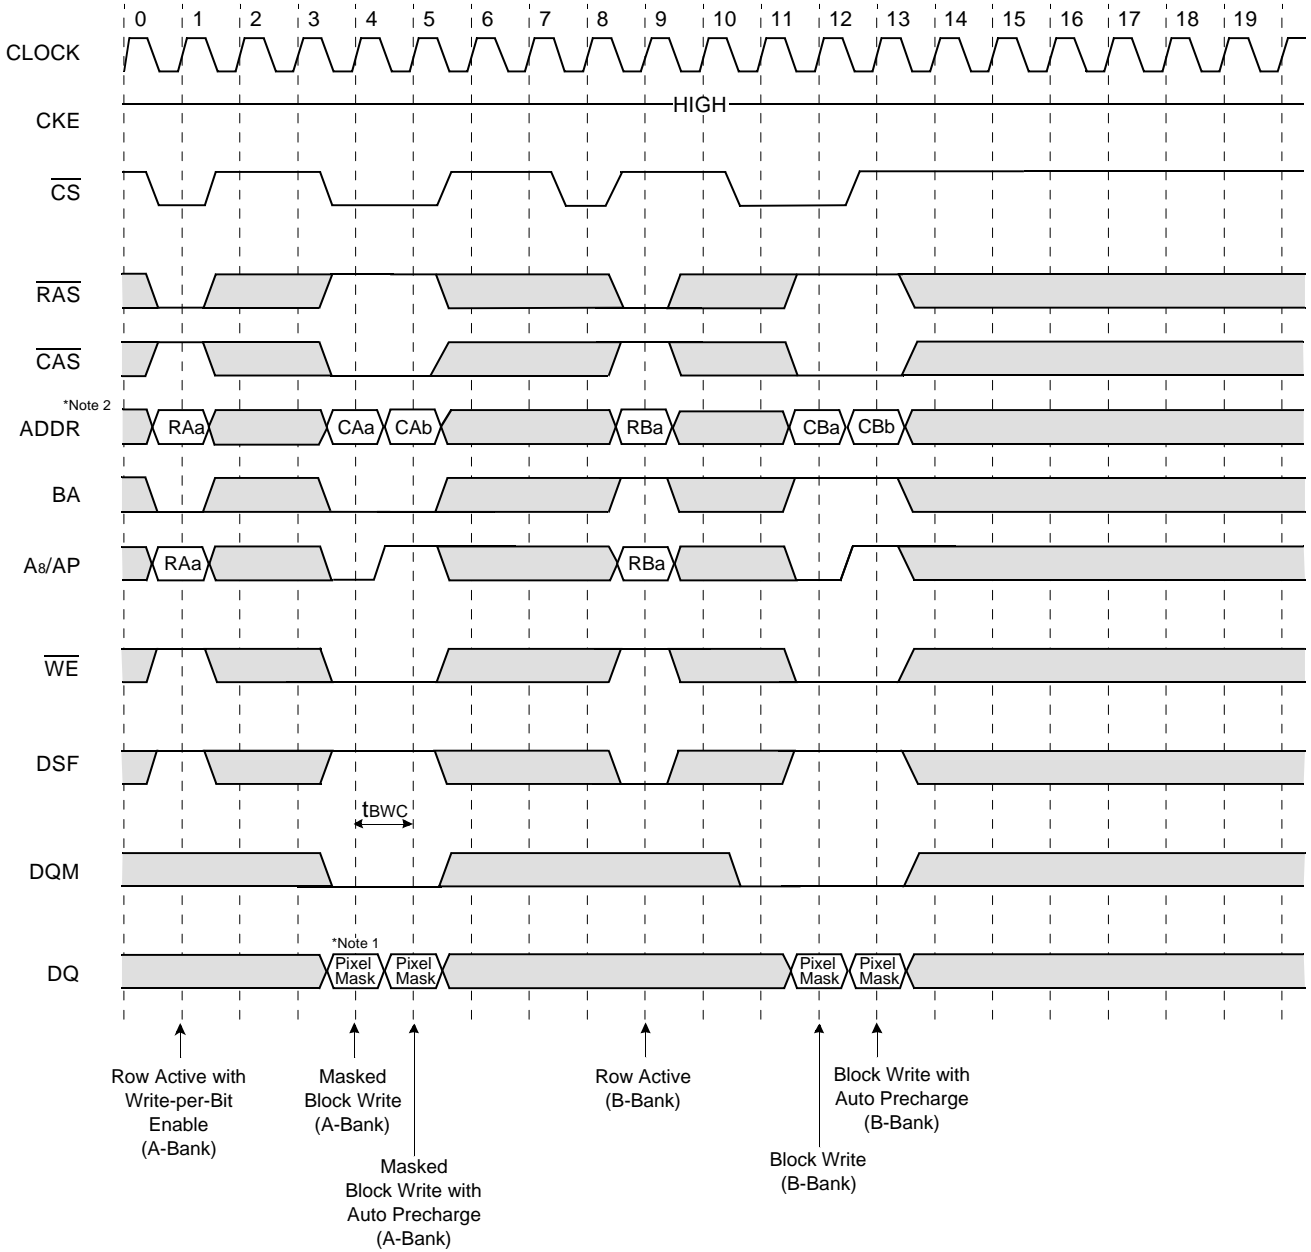 0 1 2 3 4 5 6 7 8 9 10 11 12 13 14 15 16 17 18 19
CLOCK
HIGH
CKE
CS
RAS
CAS
*Note 2
ADDR RAa CAa CAb RBa CBa CBb
BA
A8/AP RAa RBa
WE
DSF
tBWC
DQM
*Note 1
DQ Pixel Mask Pixel Mask Pixel Mask Pixel Mask
Row Active with
Write-per-Bit
Enable
(A-Bank)
Masked
Block Write
(A-Bank)
Masked
Block Write with
Auto Precharge
(A-Bank)
Row Active
(B-Bank)
Block Write
(B-Bank)
Block Write with
Auto Precharge
(B-Bank)